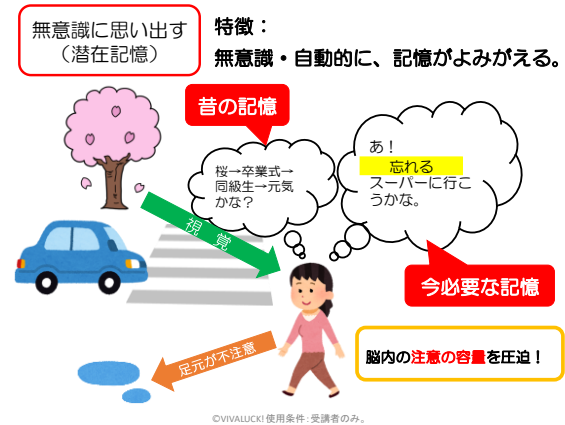 無意識に思い出す
（潜在記憶）
特徴：
無意識・自動的に、記憶がよみがえる。
昔の記憶
桜→卒業式→
同級生→元気
かな？
あ！
忘れる
スーパーに行こ
うかな。
視覚
今必要な記憶
足元が不注意
脳内の注意の容量を圧迫！
©VIVALUCK!使用条件：受講者のみ。